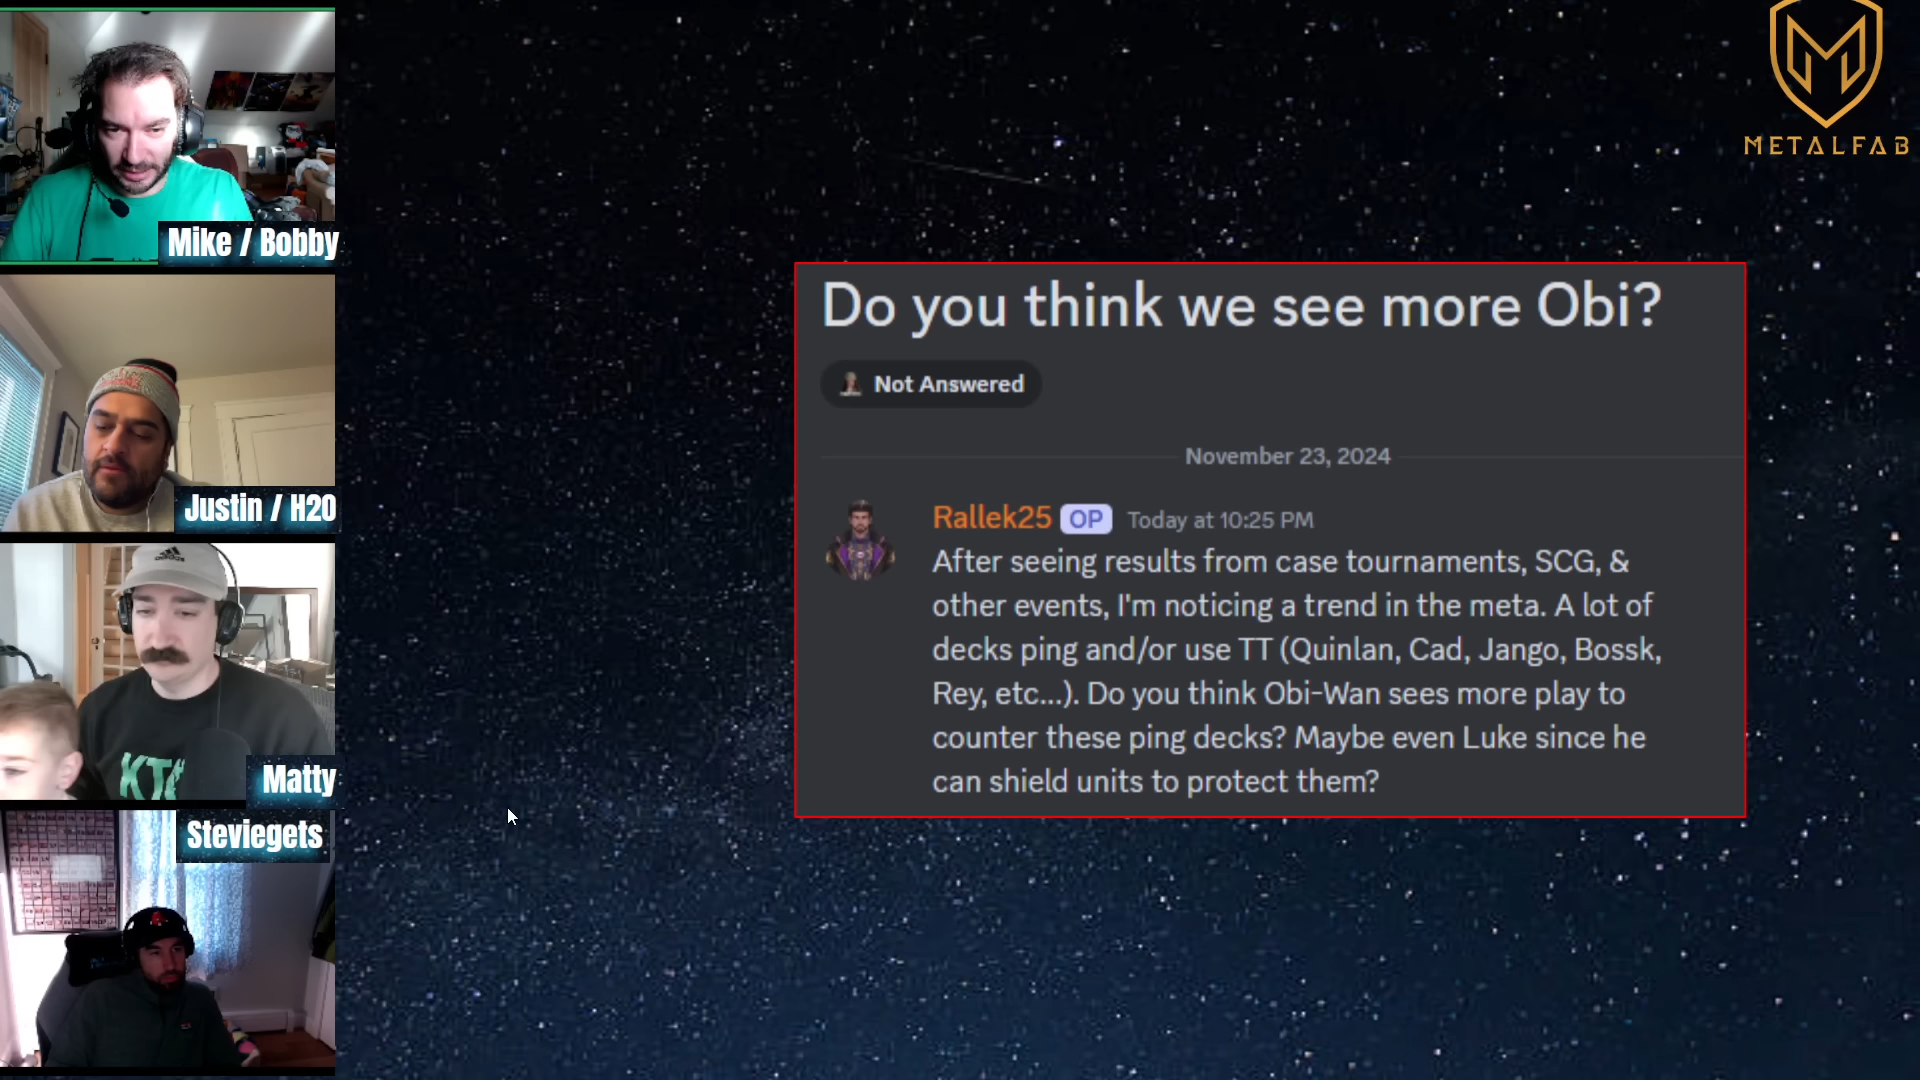 METALFAB
Mike / Bobby
Justin / H20
Matty
Steviegets
Do you think we see more Obi?
Not Answered
November 23, 2024
Rallek25 OP Today at 10:25 PM
After seeing results from case tournaments, SCG, &
other events, I'm noticing a trend in the meta. A lot of
decks ping and/or use TT (Quinlan, Cad, Jango, Bossk,
Rey, etc...). Do you think Obi-Wan sees more play to
counter these ping decks? Maybe even Luke since he
can shield units to protect them?